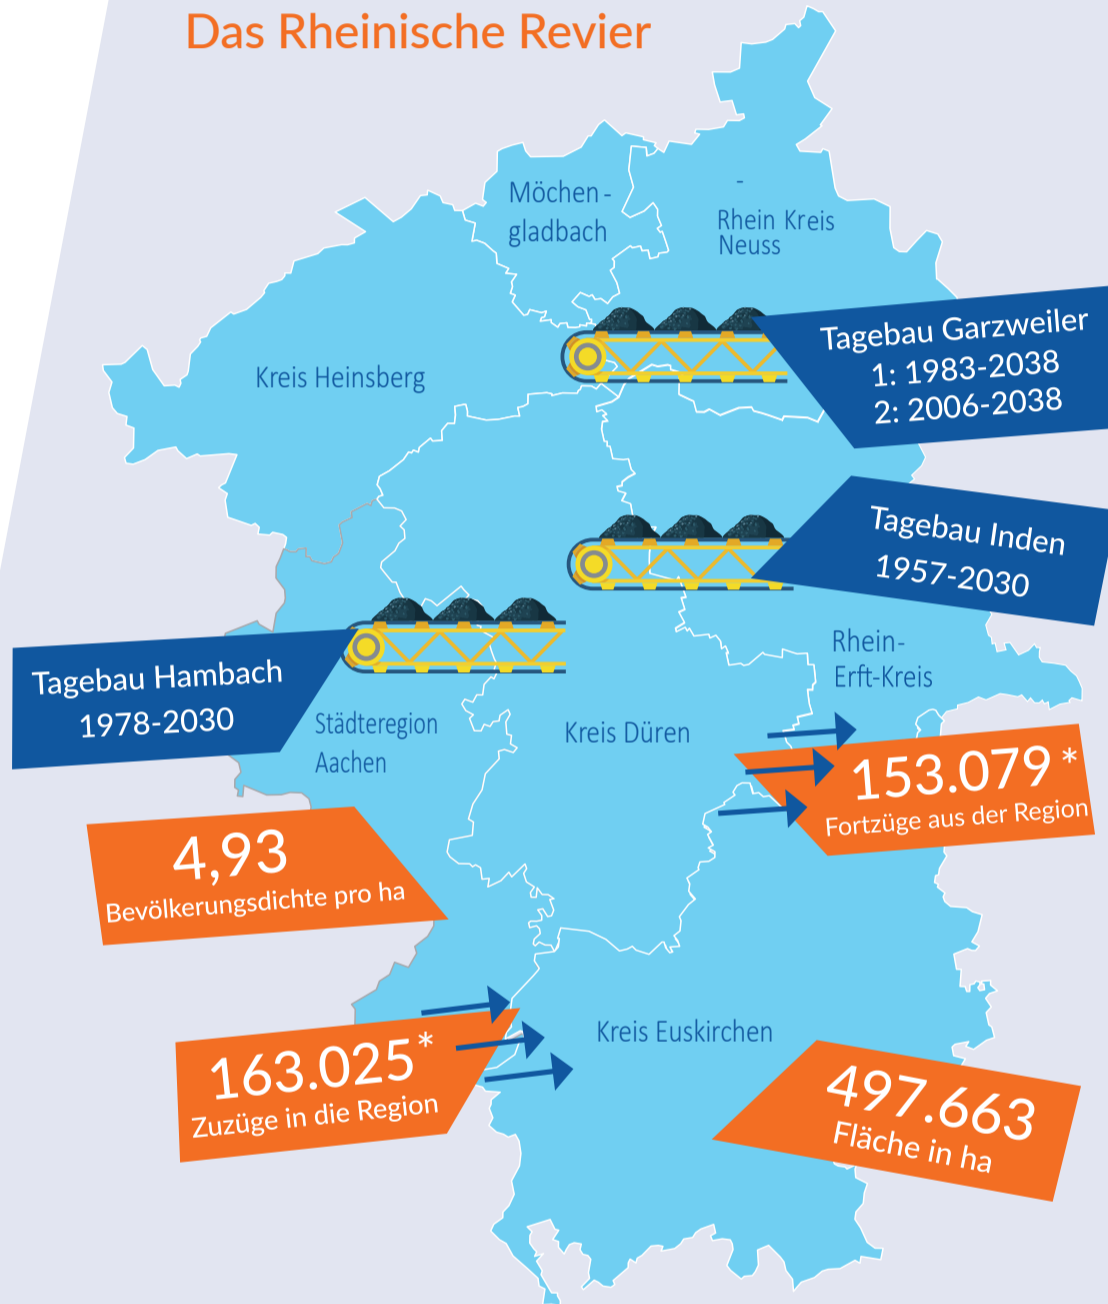 Das Rheinische Revier
Möchen-
gladbach
-
Rhein Kreis
Neuss
Tagebau Garzweiler
1: 1983-2038
2: 2006-2038
Kreis Heinsberg
Tagebau Inden
1957-2030
Rhein-
Erft-Kreis
Tagebau Hambach
1978-2030
Städteregion
Aachen
Kreis Düren
153.079 *
Fortzüge aus der Region
4,93
Bevölkerungsdichte pro ha
163.025*
Zuzüge in die Region
Kreis Euskirchen
497.663
Fläche in ha